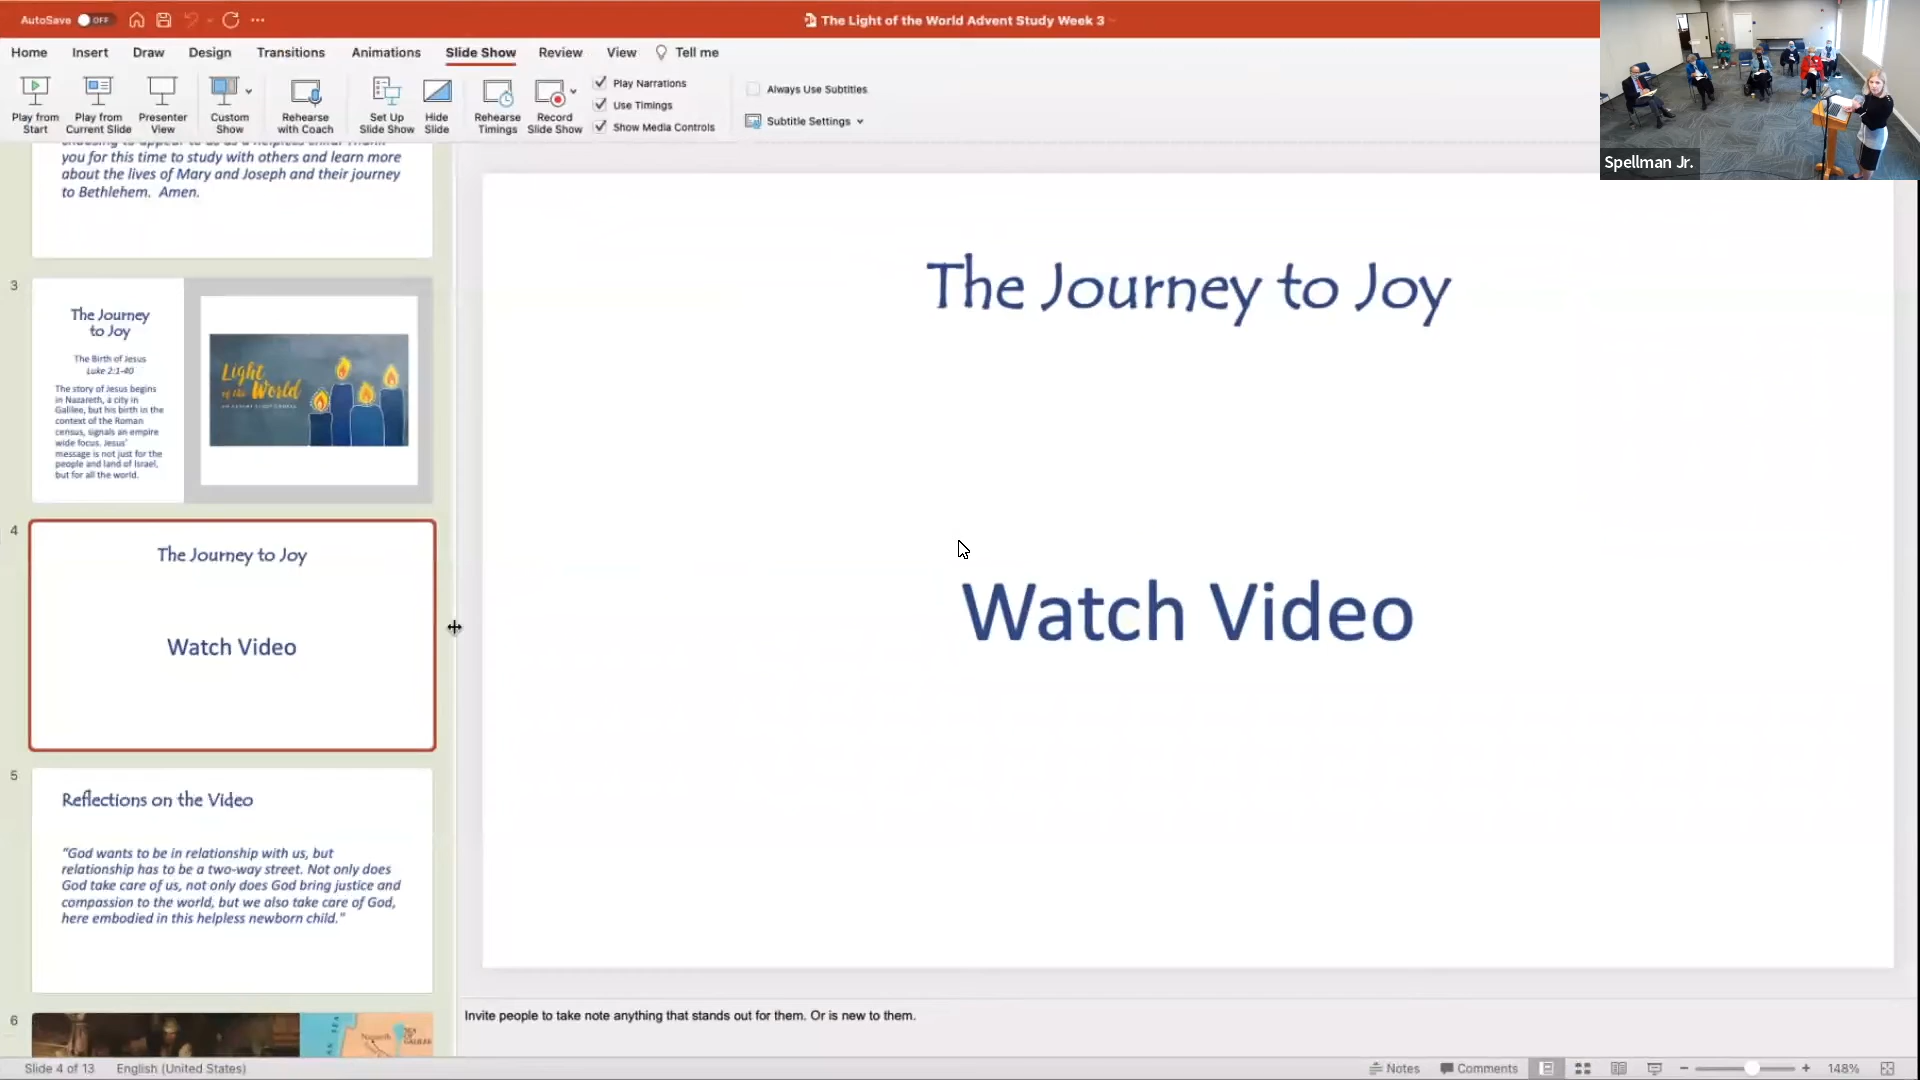 AutoSave OFF
The Light of the World Advent Study Week 3
Home Insert Draw Design Transitions Animations Slide Show Review View Tell me
Play from Start
Play from Current Slide
Presenter View
Custom Show
Rehearse with Coach
Set Up Slide Show
Hide Slide
Rehearse Timings
Record Slide Show
Play Narrations
Use Timings
Show Media Controls
Always Use Subtitles
Subtitle Settings
Spellman Jr.
you for this time to study with others and learn more
about the lives of Mary and Joseph and their journey
to Bethlehem. Amen.
3
The Journey
to Joy
The Birth of Jesus
Luke 2:1-40
The story of Jesus begins
in Nazareth, a city in
Galilee, but his birth in the
context of the Roman
census, signals an empire
wide focus. Jesus'
message is not just for the
people and land of Israel,
but for all the world.
Light
of the World
4
The Journey to Joy
Watch Video
5
Reflections on the Video
"God wants to be in relationship with us, but
relationship has to be a two-way street. Not only does
God take care of us, not only does God bring justice and
compassion to the world, but we also take care of God,
here embodied in this helpless newborn child."
6
Nazareth
SEA
OF
GALILEE
The Journey to Joy
Watch Video
Invite people to take note anything that stands out for them. Or is new to them.
Slide 4 of 13 English (United States) Notes Comments 148%